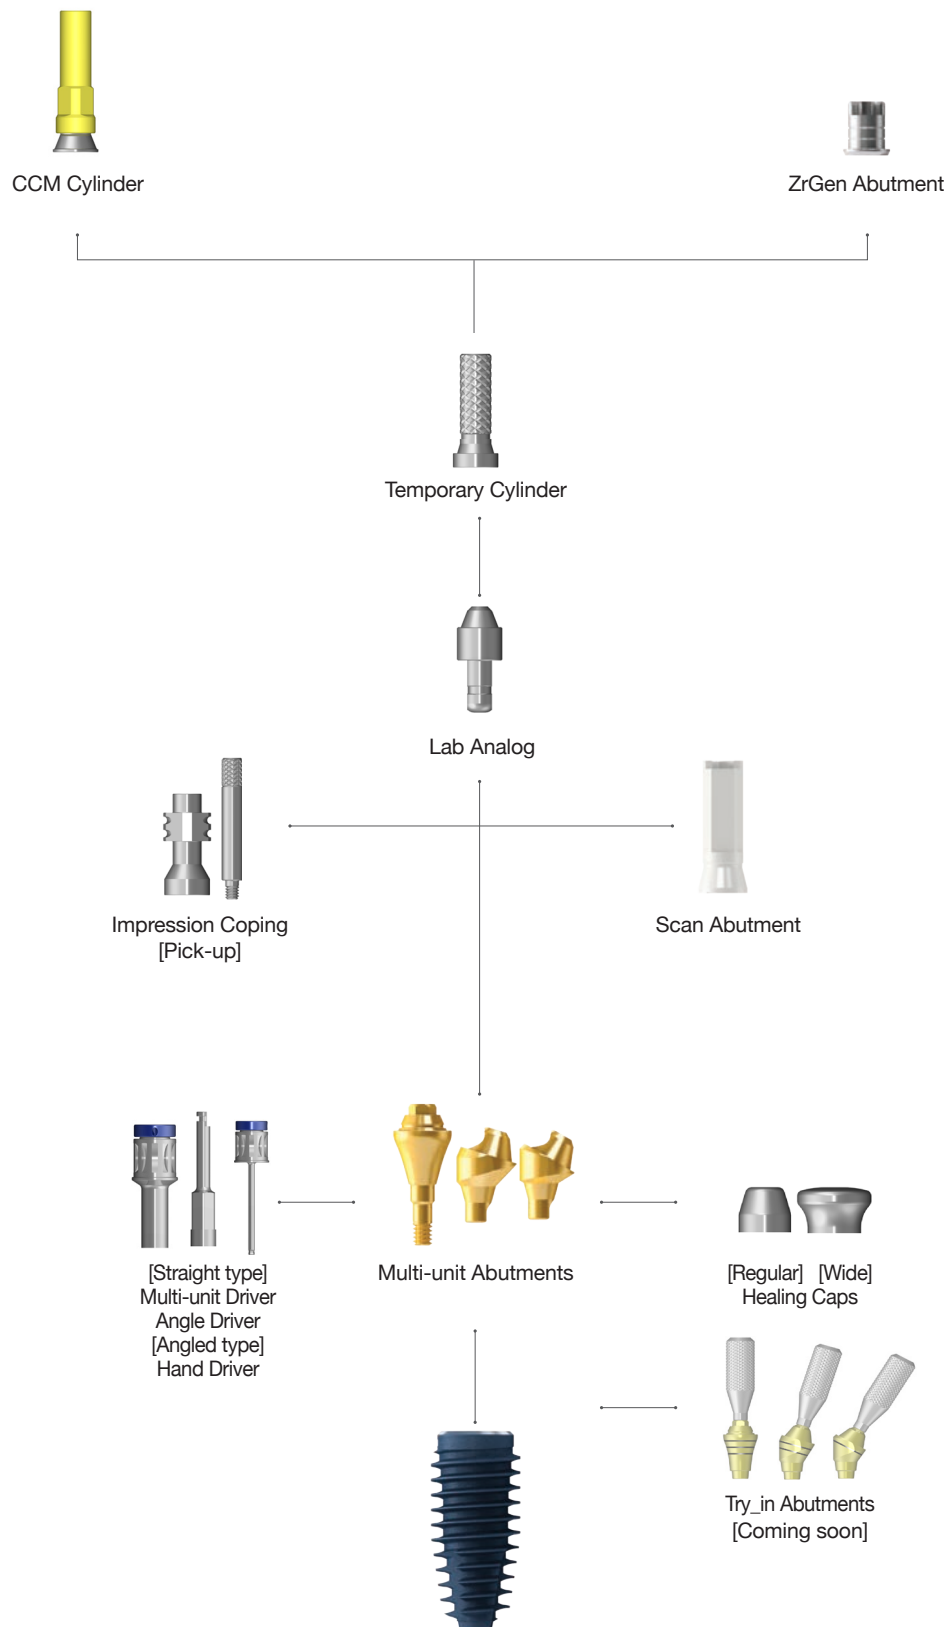 CCM Cylinder
ZrGen Abutment
Temporary Cylinder
Lab Analog
Impression Coping
[Pick-up]
Scan Abutment
[Straight type]
Multi-unit Driver
Angle Driver
[Angled type]
Hand Driver
Multi-unit Abutments
[Regular] [Wide]
Healing Caps
Try_in Abutments
[Coming soon]